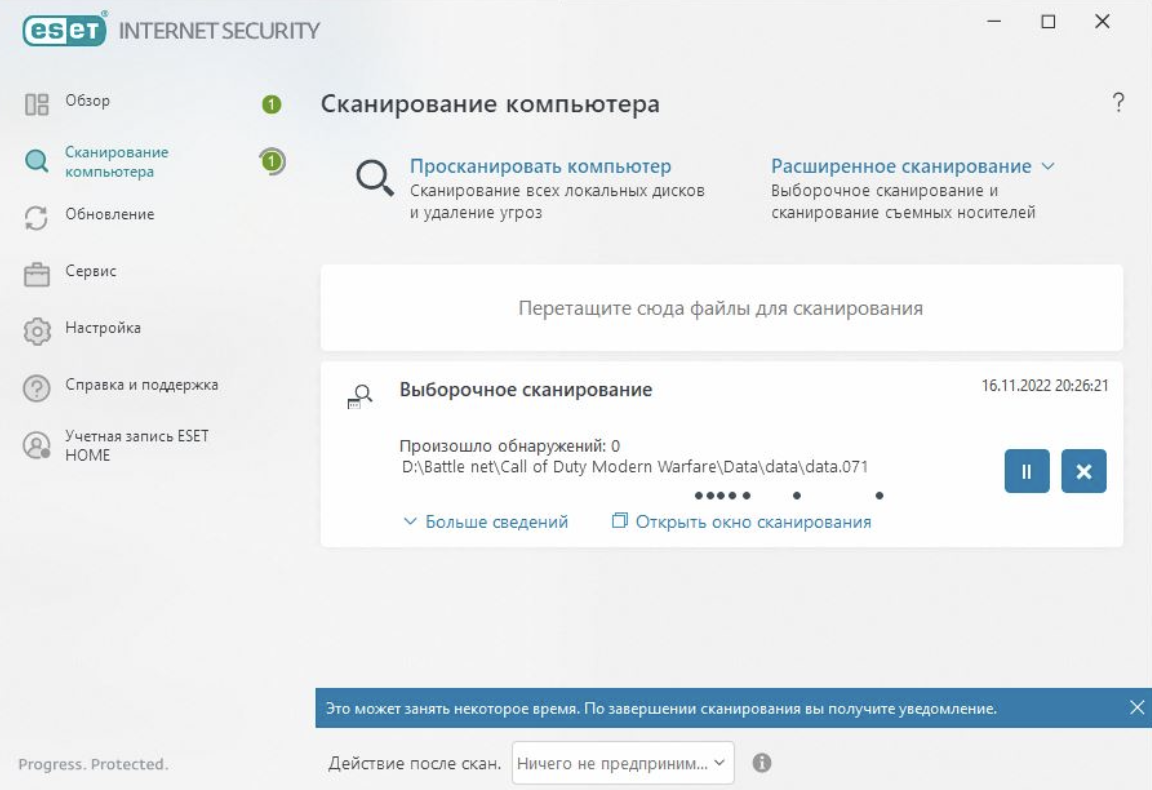 eset® INTERNET SECURITY
Обзор
1
Сканирование
компьютера
1
Обновление
Сервис
Настройка
Справка и поддержка
Учетная запись ESET
HOME
Progress. Protected.
Сканирование компьютера
?
Просканировать компьютер
Сканирование всех локальных дисков
и удаление угроз
Расширенное сканирование
Выборочное сканирование и
сканирование съемных носителей
Перетащите сюда файлы для сканирования
Выборочное сканирование
16.11.2022 20:26:21
Произошло обнаружений: 0
D:\Battle net\Call of Duty Modern Warfare\Data\data\data.071
Больше сведений
Открыть окно сканирования
Это может занять некоторое время. По завершении сканирования вы получите уведомление.
Действие после скан.
Ничего не предприним...